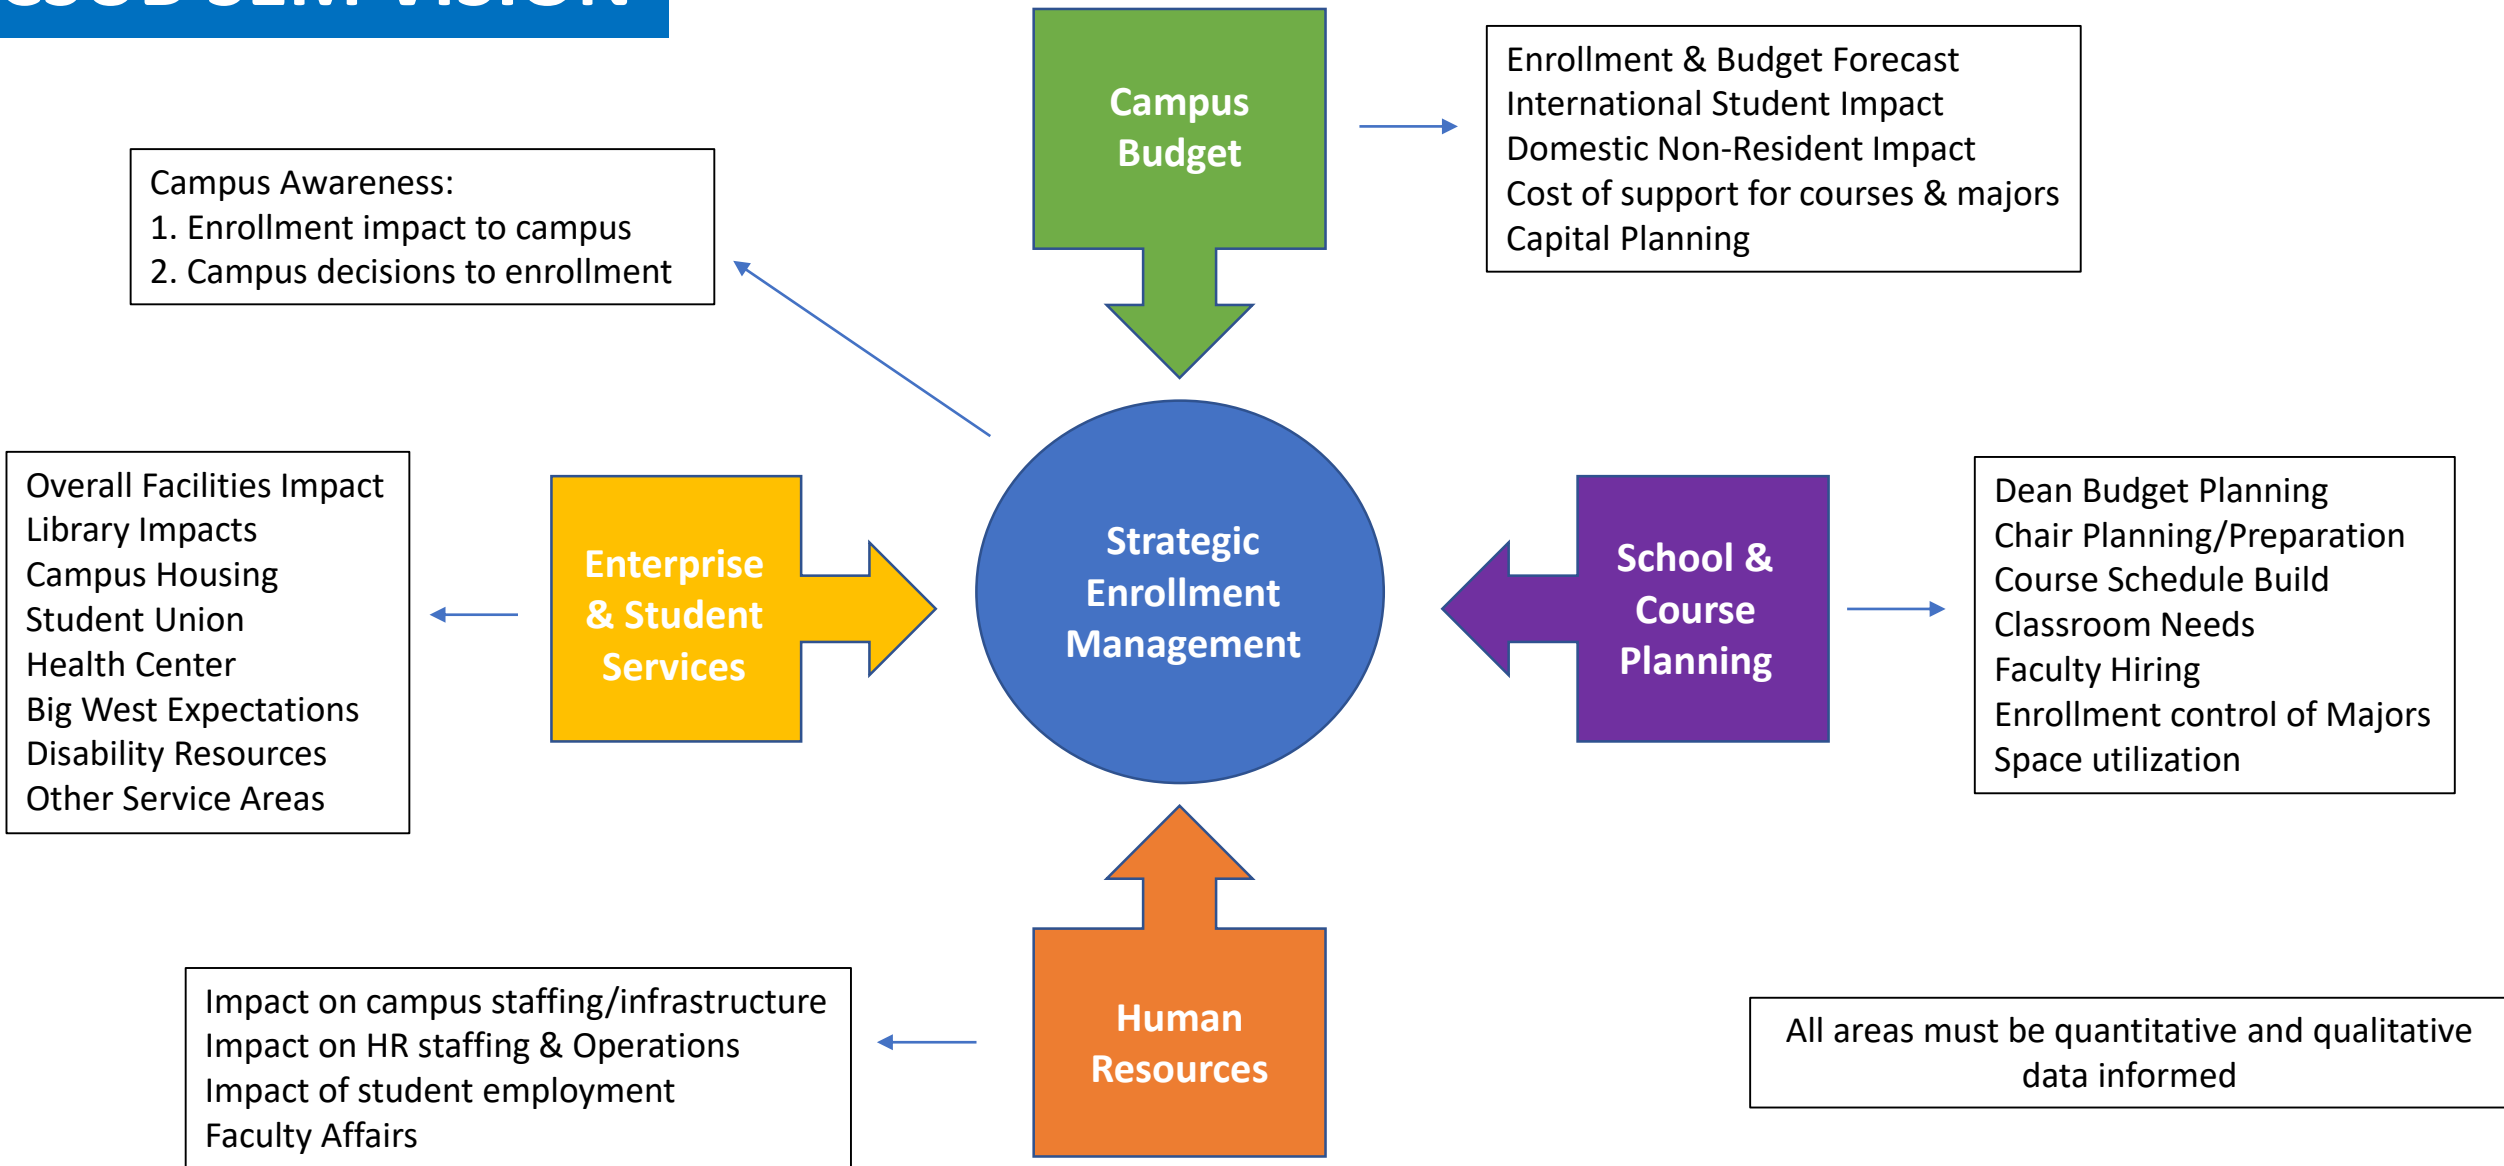 CSUB SEM VISION
Campus
Budget
Enrollment & Budget Forecast
International Student Impact
Domestic Non-Resident Impact
Cost of support for courses & majors
Capital Planning
Campus Awareness:
1. Enrollment impact to campus
2. Campus decisions to enrollment
Overall Facilities Impact
Library Impacts
Campus Housing
Student Union
Health Center
Big West Expectations
Disability Resources
Other Service Areas
Enterprise
& Student
Services
Strategic
Enrollment
Management
School &
Course
Planning
Dean Budget Planning
Chair Planning/Preparation
Course Schedule Build
Classroom Needs
Faculty Hiring
Enrollment control of Majors
Space utilization
Impact on campus staffing/infrastructure
Impact on HR staffing & Operations
Impact of student employment
Faculty Affairs
Human
Resources
All areas must be quantitative and qualitative
data informed